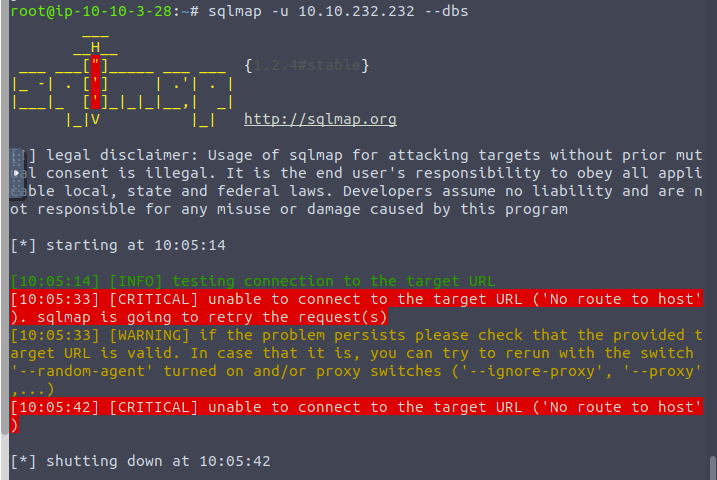 root@ip-10-10-3-28:~# sqlmap -u 10.10.232.232 --dbs
        ___
       __H__
 ___ ___["]_____ ___ ___  {1.2.4#stable}
|_ -| . [']     | .'| . |
|___|_  [']_|_|_|__,|  _|
      |_|V          |_|   http://sqlmap.org
] legal disclaimer: Usage of sqlmap for attacking targets without prior mut
al consent is illegal. It is the end user's responsibility to obey all appli
able local, state and federal laws. Developers assume no liability and are n
ot responsible for any misuse or damage caused by this program
[*] starting at 10:05:14
[10:05:14] [INFO] testing connection to the target URL
[10:05:33] [CRITICAL] unable to connect to the target URL ('No route to host'
). sqlmap is going to retry the request(s)
[10:05:33] [WARNING] if the problem persists please check that the provided t
arget URL is valid. In case that it is, you can try to rerun with the switch
'--random-agent' turned on and/or proxy switches ('--ignore-proxy', '--proxy'
,...)
[10:05:42] [CRITICAL] unable to connect to the target URL ('No route to host'
)
[*] shutting down at 10:05:42